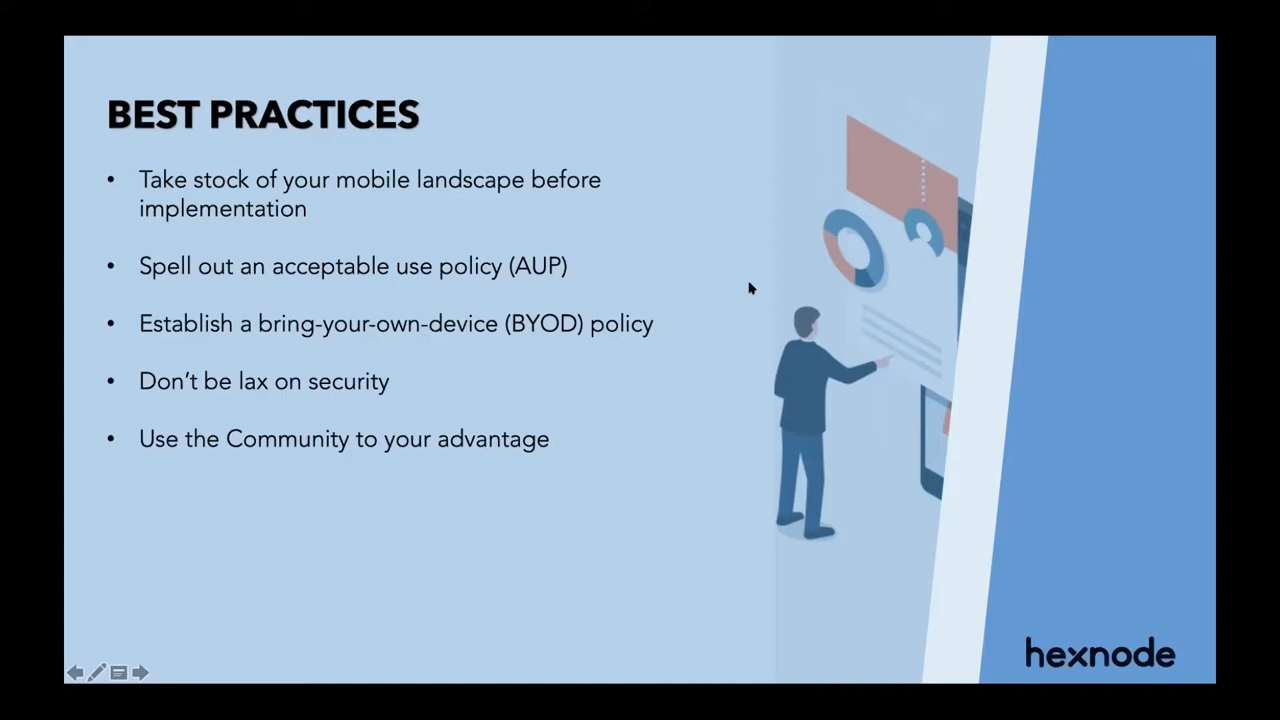 BEST PRACTICES
• Take stock of your mobile landscape before
implementation
• Spell out an acceptable use policy (AUP)
• Establish a bring-your-own-device (BYOD) policy
• Don’t be lax on security
• Use the Community to your advantage
hexnode